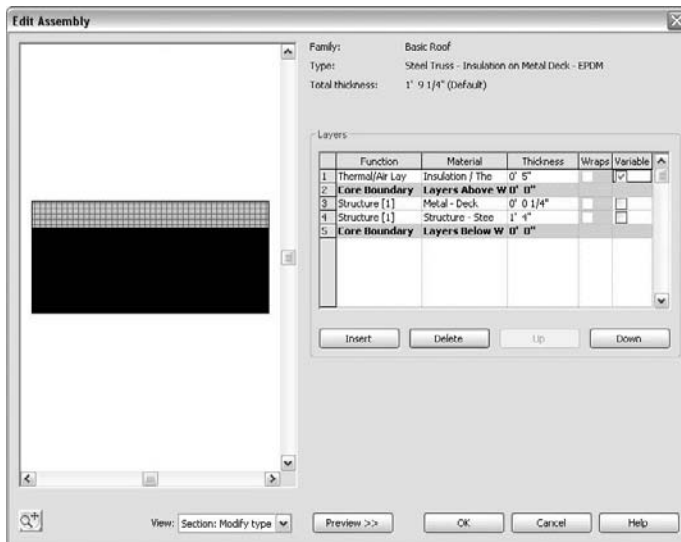 Edit Assembly
Family: Basic Roof
Type: Steel Truss - Insulation on Metal Deck - EPDM
Total thickness: 1' 9 1/4" (Default)
Layers
Function Material Thickness Wraps Variable
1 Thermal/Air Lay Insulation / The 0' 5"
2 Core Boundary Layers Above W 0' 0"
3 Structure [1] Metal - Deck 0' 0 1/4"
4 Structure [1] Structure - Stee 1' 4"
5 Core Boundary Layers Below W 0' 0"
Insert Delete Up Down
View: Section: Modify type Preview >> OK Cancel Help